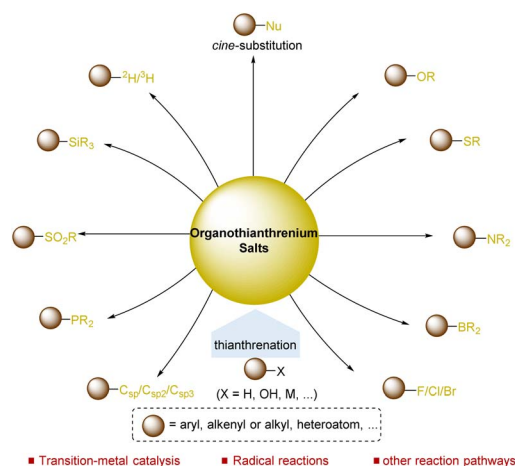 Nu
cine-substitution
²H/³H
OR
SiR₃
SR
Organothianthrenium
Salts
SO₂R
NR₂
PR₂
BR₂
thianthrenation
X
Csp/Csp2/Csp3
(X = H, OH, M, ...)
F/Cl/Br
= aryl, alkenyl or alkyl, heteroatom, ...
Transition-metal catalysis
Radical reactions
other reaction pathways